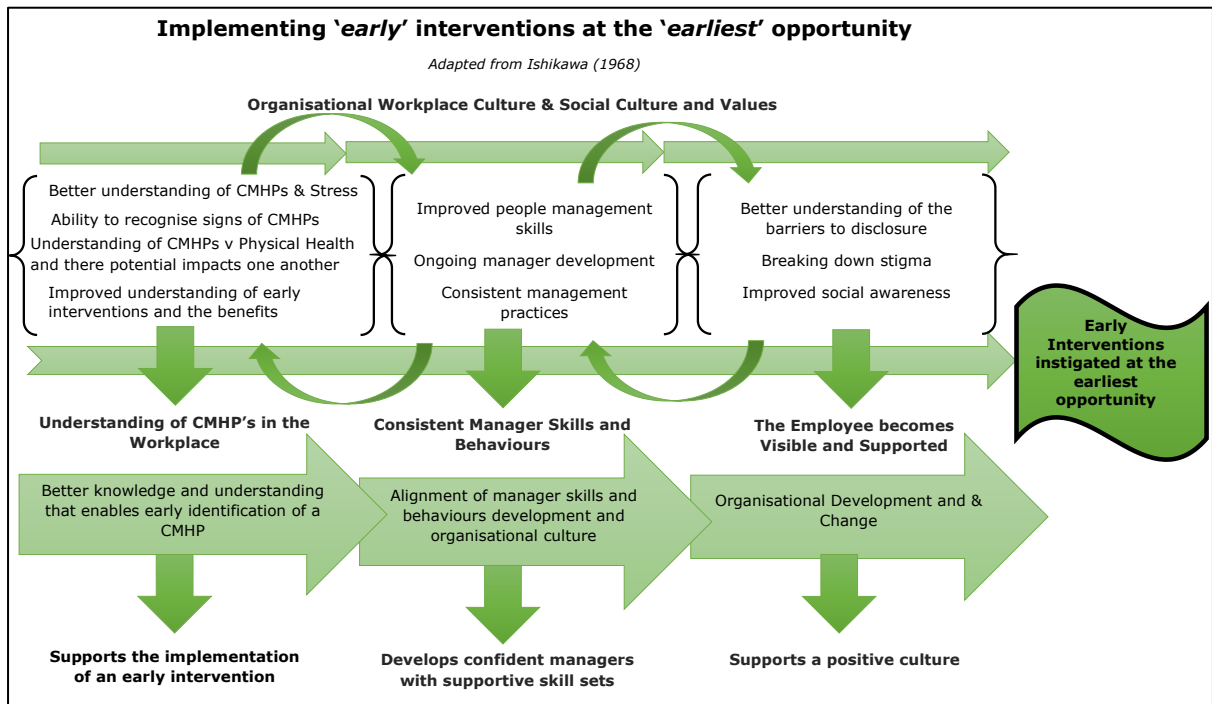 Implementing ‘early’ interventions at the ‘earliest’ opportunity
Adapted from Ishikawa (1968)
Organisational Workplace Culture & Social Culture and Values
Better understanding of CMHPs & Stress
Ability to recognise signs of CMHPs
Understanding of CMHPs v Physical Health
and there potential impacts one another
Improved understanding of early
interventions and the benefits
Improved people management
skills
Ongoing manager development
Consistent management
practices
Better understanding of the
barriers to disclosure
Breaking down stigma
Improved social awareness
Early
Interventions
instigated at the
earliest
opportunity
Understanding of CMHP’s in the
Workplace
Consistent Manager Skills and
Behaviours
The Employee becomes
Visible and Supported
Better knowledge and understanding
that enables early identification of a
CMHP
Alignment of manager skills and
behaviours development and
organisational culture
Organisational Development and &
Change
Supports the implementation
of an early intervention
Develops confident managers
with supportive skill sets
Supports a positive culture